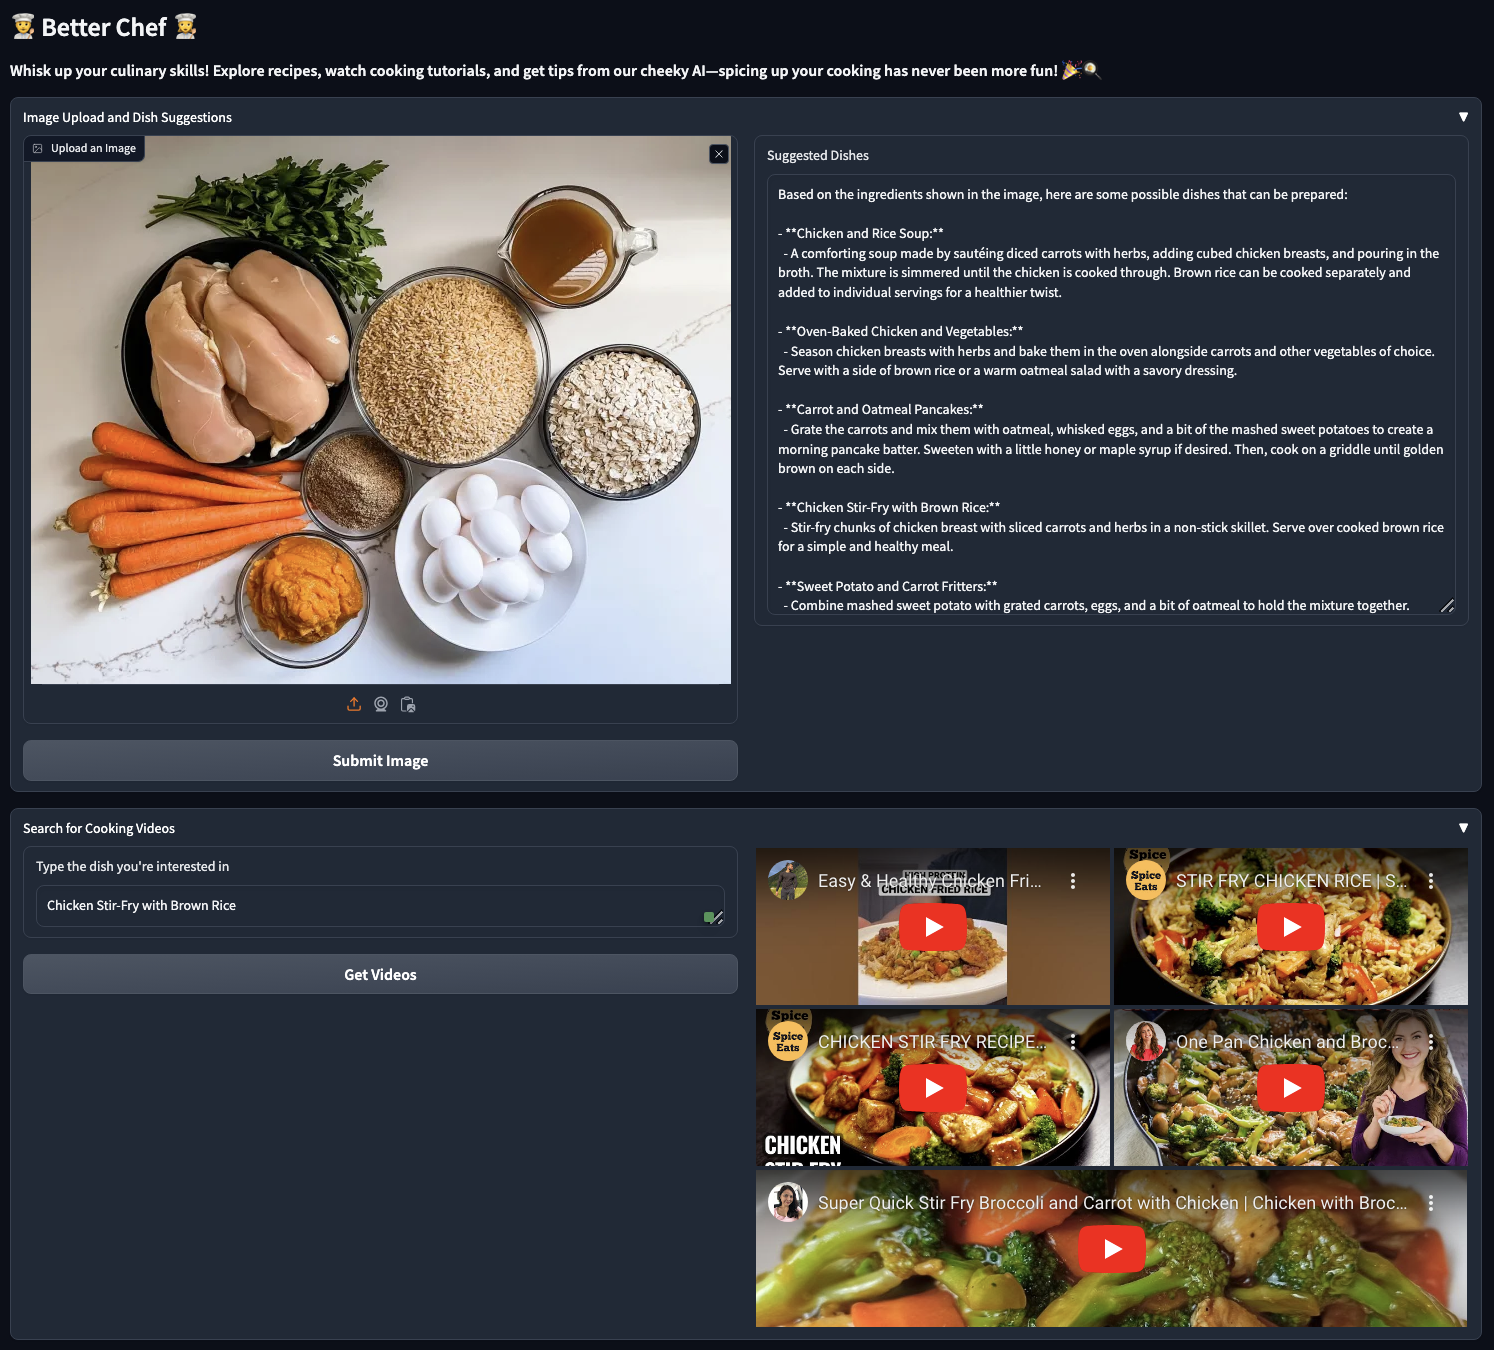 Better Chef
Whisk up your culinary skills! Explore recipes, watch cooking tutorials, and get tips from our cheeky AI—spicing up your cooking has never been more fun!
Image Upload and Dish Suggestions
Upload an Image
Submit Image
Suggested Dishes
Based on the ingredients shown in the image, here are some possible dishes that can be prepared:
- **Chicken and Rice Soup:**
- A comforting soup made by sautéing diced carrots with herbs, adding cubed chicken breasts, and pouring in the
broth. The mixture is simmered until the chicken is cooked through. Brown rice can be cooked separately and
added to individual servings for a healthier twist.
- **Oven-Baked Chicken and Vegetables:**
- Season chicken breasts with herbs and bake them in the oven alongside carrots and other vegetables of choice.
Serve with a side of brown rice or a warm oatmeal salad with a savory dressing.
- **Carrot and Oatmeal Pancakes:**
- Grate the carrots and mix them with oatmeal, whisked eggs, and a bit of the mashed sweet potatoes to create a
morning pancake batter. Sweeten with a little honey or maple syrup if desired. Then, cook on a griddle until golden
brown on each side.
- **Chicken Stir-Fry with Brown Rice:**
- Stir-fry chunks of chicken breast with sliced carrots and herbs in a non-stick skillet. Serve over cooked brown rice
for a simple and healthy meal.
- **Sweet Potato and Carrot Fritters:**
- Combine mashed sweet potato with grated carrots, eggs, and a bit of oatmeal to hold the mixture together.
Search for Cooking Videos
Type the dish you're interested in
Chicken Stir-Fry with Brown Rice
Get Videos
Easy & Healthy Chicken Fri...
HIGH PROTEIN
CHICKEN FRIED RICE
Spice
Spice
Eats
STIR FRY CHICKEN RICE | S...
Spice
Spice
Eats
CHICKEN STIR FRY RECIPE...
CHICKEN
STIR FRY
One Pan Chicken and Broc...
Super Quick Stir Fry Broccoli and Carrot with Chicken | Chicken with Broc...